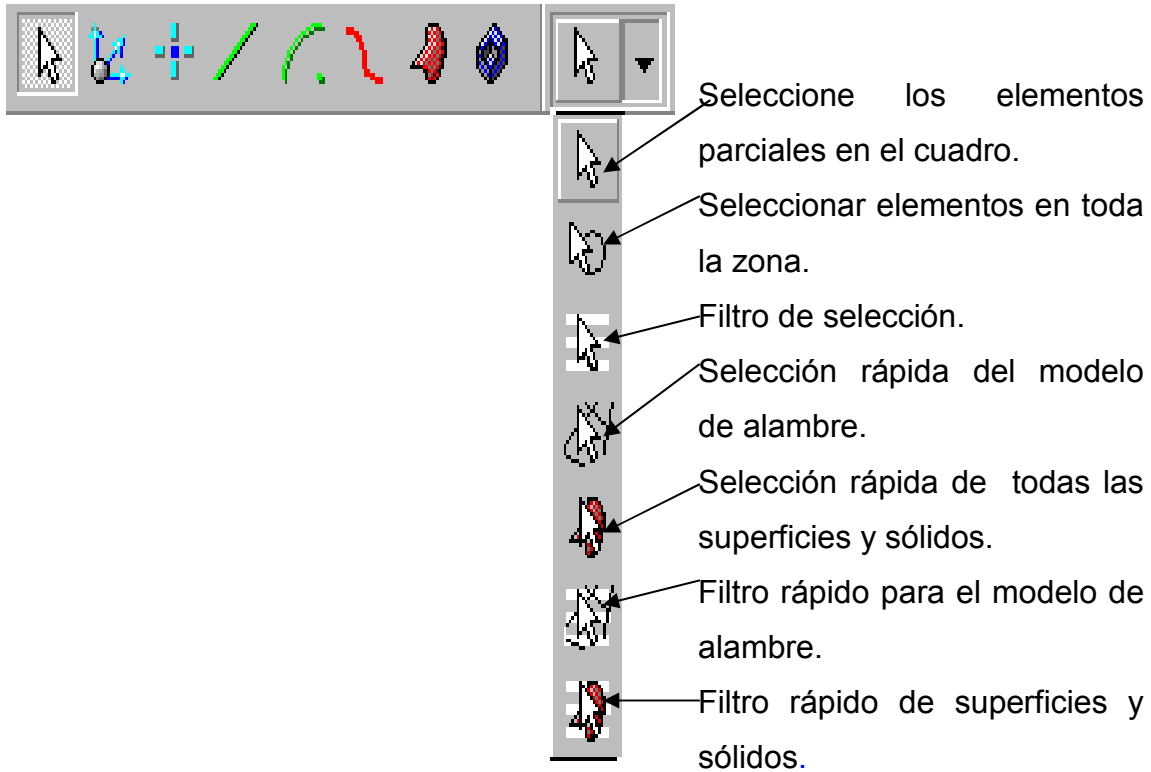 Seleccione los elementos
parciales en el cuadro.
Seleccionar elementos en toda
la zona.
Filtro de selección.
Selección rápida del modelo
de alambre.
Selección rápida de todas las
superficies y sólidos.
Filtro rápido para el modelo de
alambre.
Filtro rápido de superficies y
sólidos.